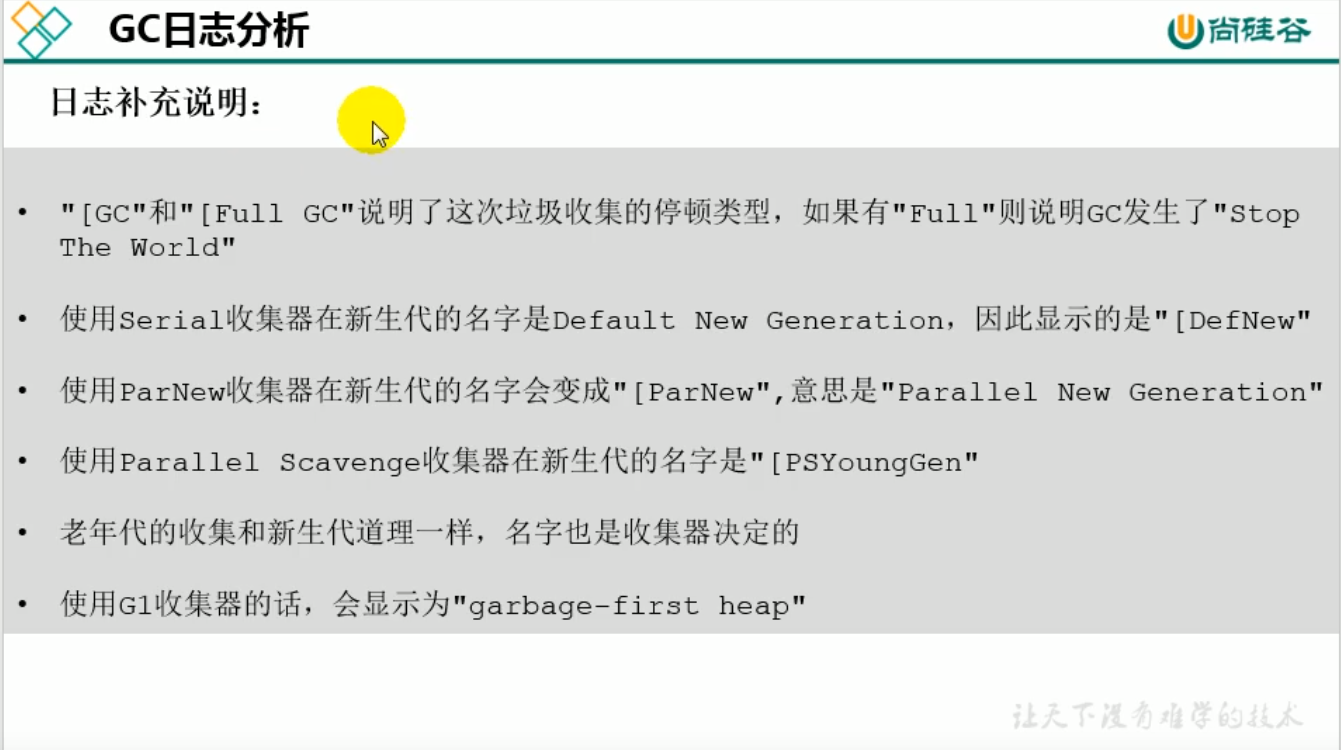 GC日志分析
尚硅谷
日志补充说明：
• "[GC"和"[Full GC"说明了这次垃圾收集的停顿类型，如果有"Full"则说明GC发生了"Stop
The World"
• 使用Serial收集器在新生代的名字是Default New Generation，因此显示的是"[DefNew"
• 使用ParNew收集器在新生代的名字会变成"[ParNew",意思是"Parallel New Generation"
• 使用Parallel Scavenge收集器在新生代的名字是"[PSYoungGen"
• 老年代的收集和新生代道理一样，名字也是收集器决定的
• 使用G1收集器的话，会显示为"garbage-first heap"
让天下没有难学的技术